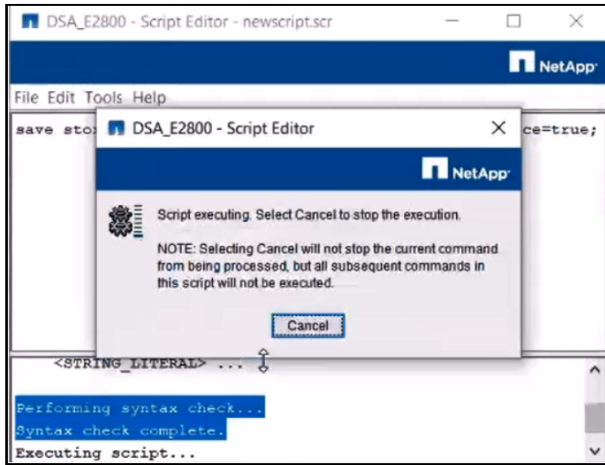 DSA_E2800 - Script Editor - newscript.scr
NetApp
File Edit Tools Help
save sto
ce=true;
DSA_E2800 - Script Editor
NetApp
Script executing. Select Cancel to stop the execution.
NOTE: Selecting Cancel will not stop the current command
from being processed, but all subsequent commands in
this script will not be executed.
Cancel
<STRING_LITERAL> ...
Performing syntax check...
Syntax check complete.
Executing script...